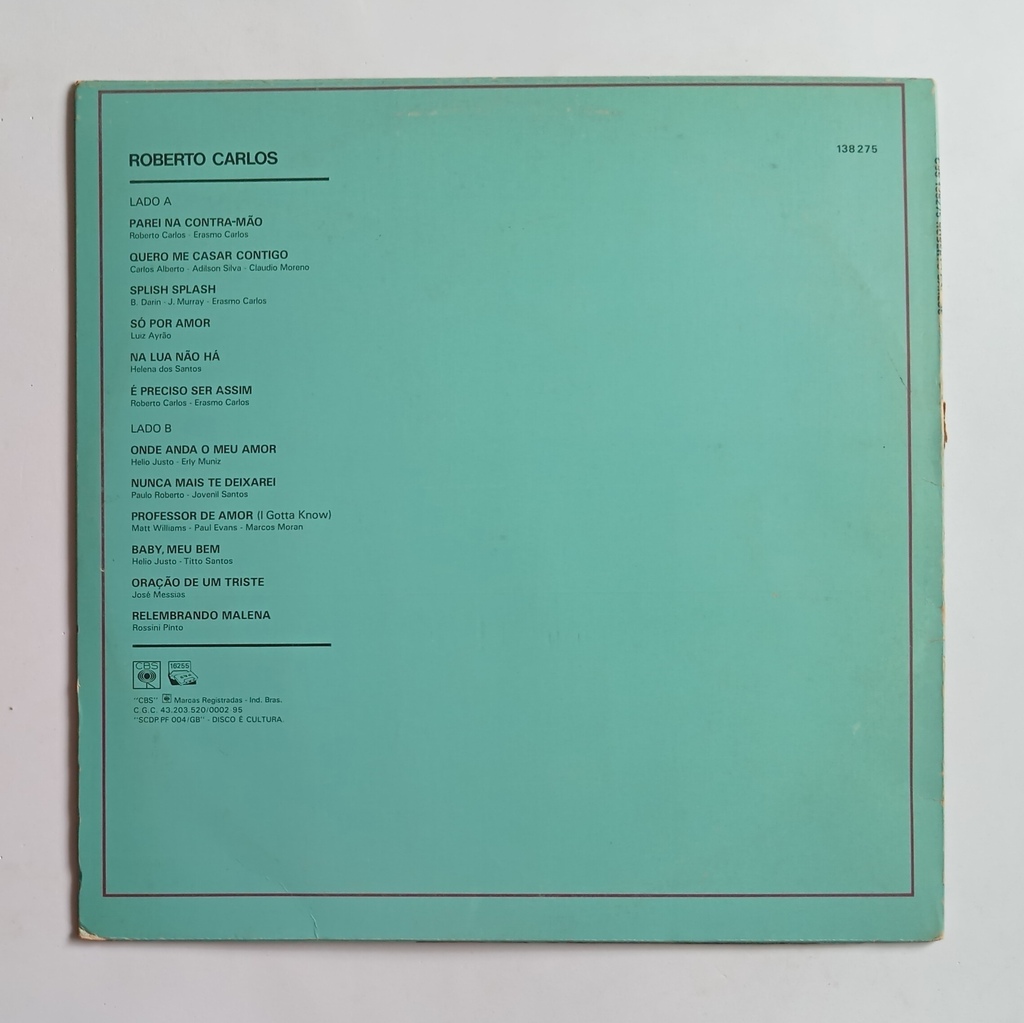 138275
ROBERTO CARLOS
LADO A
PAREI NA CONTRA-MÃO
Roberto Carlos - Erasmo Carlos
QUERO ME CASAR CONTIGO
Carlos Alberto - Adilson Silva - Claudio Moreno
SPLISH SPLASH
B. Darin - J. Murray - Erasmo Carlos
SÓ POR AMOR
Luiz Ayrão
NA LUA NÃO HÁ
Helena dos Santos
É PRECISO SER ASSIM
Roberto Carlos - Erasmo Carlos
LADO B
ONDE ANDA O MEU AMOR
Helio Justo - Erly Muniz
NUNCA MAIS TE DEIXAREI
Paulo Roberto - Jovenil Santos
PROFESSOR DE AMOR (I Gotta Know)
Matt Williams - Paul Evans - Marcos Moran
BABY, MEU BEM
Helio Justo - Titto Santos
ORAÇÃO DE UM TRISTE
José Messias
RELEMBRANDO MALENA
Rossini Pinto
CBS 16255
"CBS" Marcas Registradas - Ind. Bras.
C.G.C. 43.203.520/0002-95
"SCDP PF 004/GB" - DISCO É CULTURA.